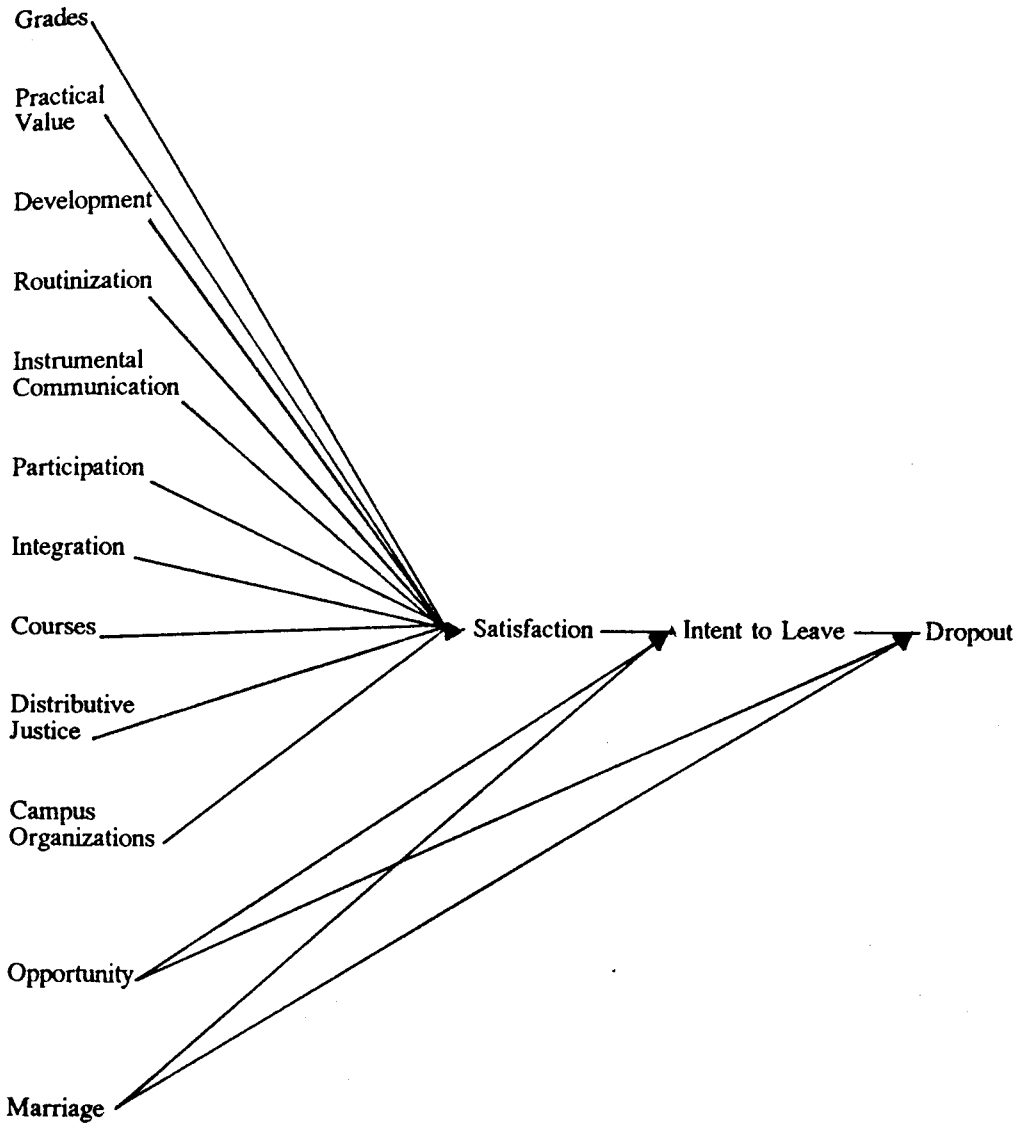 Grades
Practical
Value
Development
Routinization
Instrumental
Communication
Participation
Integration
Courses
Satisfaction
Intent to Leave
Dropout
Distributive
Justice
Campus
Organizations
Opportunity
Marriage